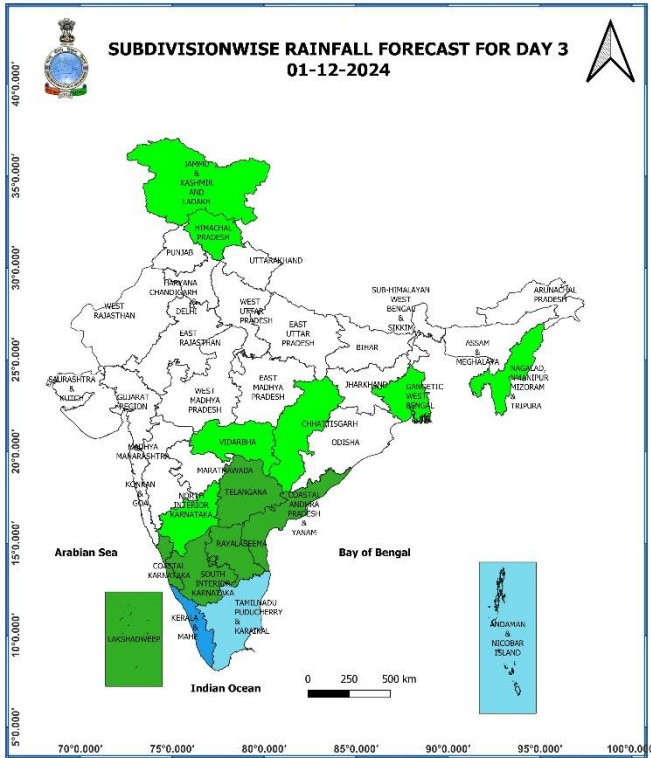 SUBDIVISIONWISE RAINFALL FORECAST FOR DAY 3
01-12-2024
40°0.000'
35°0.000'
30°0.000'
25°0.000'
20°0.000'
15°0.000'
10°0.000'
5°0.000'
JAMMU
&
KASHMIR
AND
LADAKH
HIMACHAL
PRADESH
PUNJAB
UTTARAKHAND
HARYANA
CHANDIGARH
&
DELHI
WEST
RAJASTHAN
WEST
UTTAR
PRADESH
EAST
RAJASTHAN
EAST
UTTAR
PRADESH
SUB-HIMALAYAN
WEST
BENGAL
&
SIKKIM
ARUNACHAL
PRADESH
ASSAM
&
MEGHALAYA
NAGALAD,
MANIPUR
MIZORAM
&
TRIPURA
BIHAR
JHARKHAND
GANGETIC
WEST
BENGAL
SAURASHTRA
&
KUTCH
GUJARAT
REGION
WEST
MADHYA
PRADESH
EAST
MADHYA
PRADESH
CHHATTISGARH
ODISHA
VIDARBHA
MADHYA
MAHARASHTRA
MARATHAWADA
KONKAN
&
GOA
NORTH
INTERIOR
KARNATAKA
TELANGANA
COASTAL
ANDHRA
PRADESH
&
YANAM
RAYALASEEMA
Arabian Sea
Bay of Bengal
COASTAL
KARNATAKA
SOUTH
INTERIOR
KARNATAKA
TAMILNADU
PUDUCHERRY
&
KARAIKAL
KERALA
&
MAHE
LAKSHADWEEP
ANDAMAN
&
NICOBAR
ISLAND
Indian Ocean
0 250 500 km
70°0.000' 75°0.000' 80°0.000' 85°0.000' 90°0.000' 95°0.000' 100°0.000'